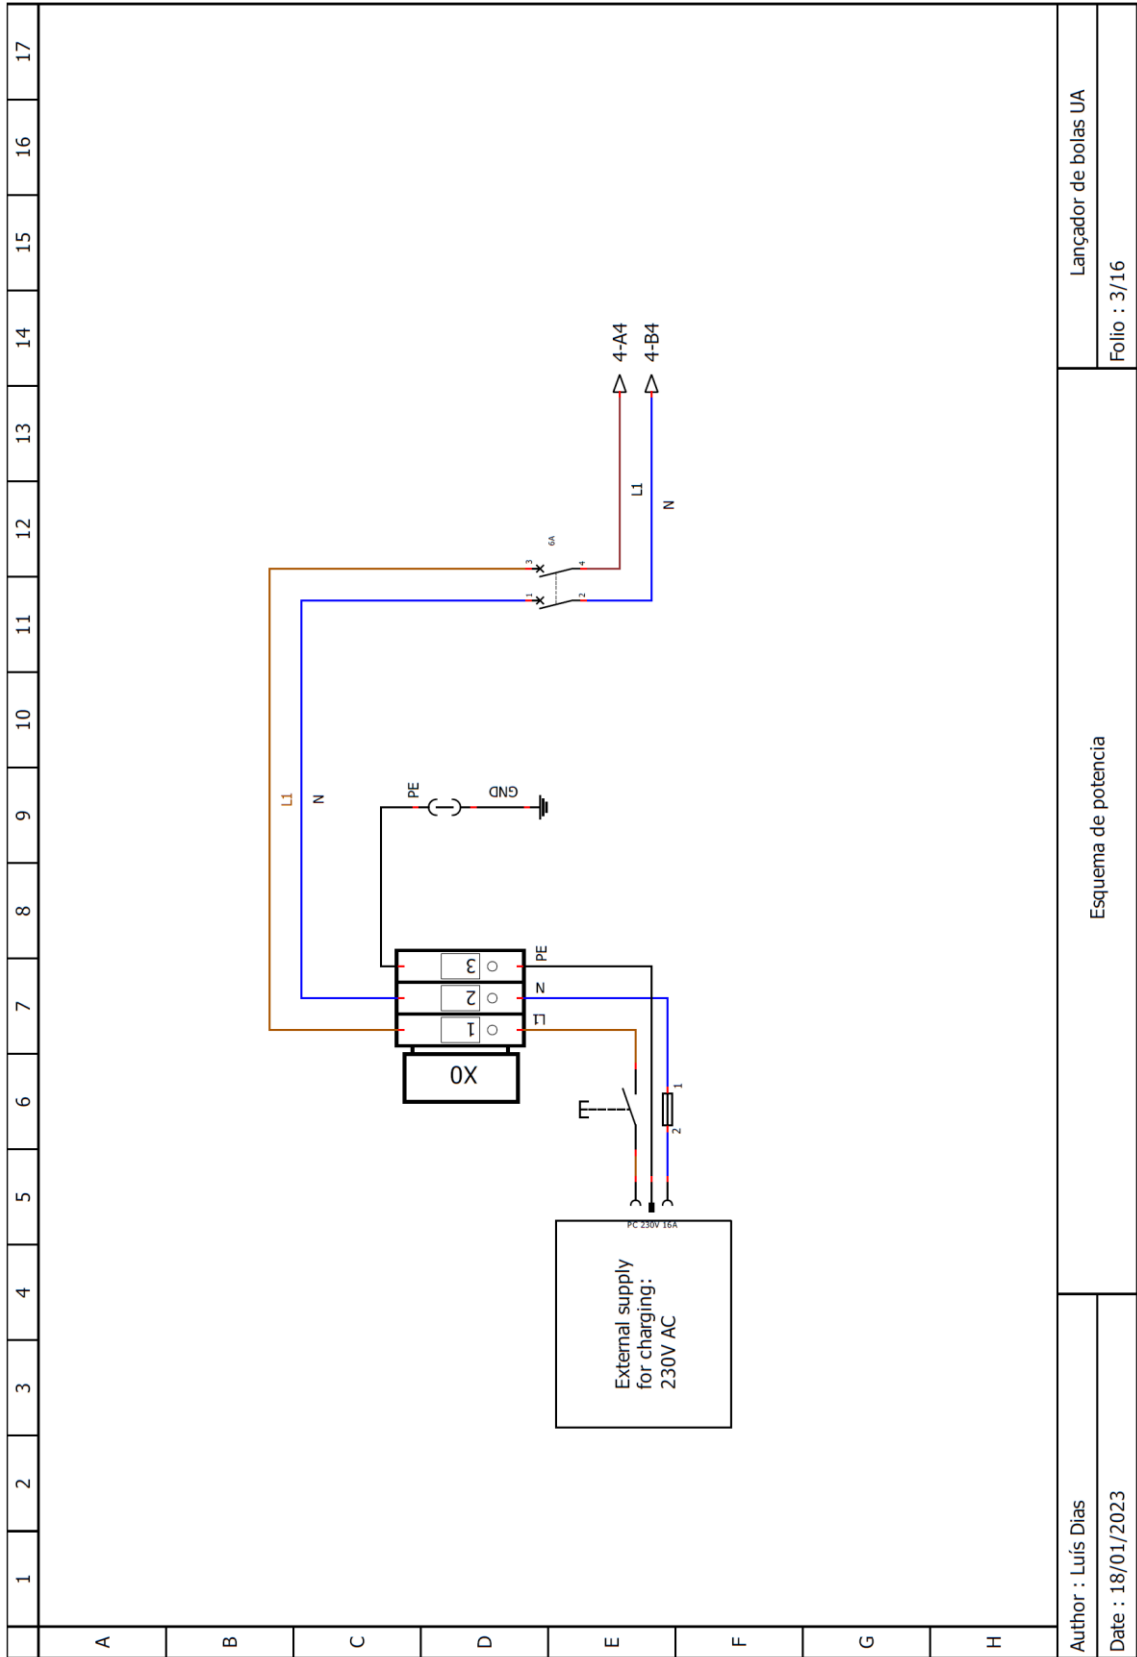 1
2
3
4
5
6
7
8
9
10
11
12
13
14
15
16
17
A
B
C
D
E
F
G
H
L1
N
X0
1
2
3
L1
N
PE
PE
GND
1
3
2
4
6A
L1
N
4-A4
4-B4
2
1
PC 230V 16A
External supply
for charging:
230V AC
Author : Luís Dias
Date : 18/01/2023
Esquema de potencia
Lançador de bolas UA
Folio : 3/16